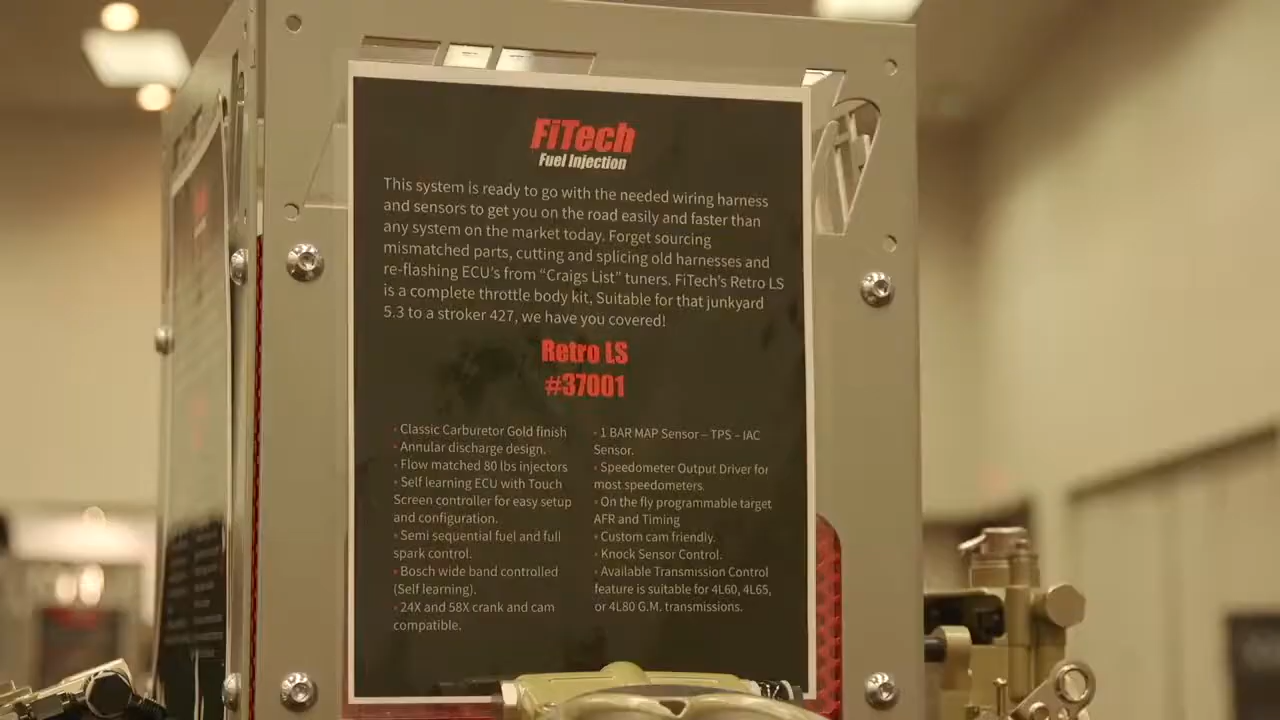 FiTech
Fuel Injection
This system is ready to go with the needed wiring harness
and sensors to get you on the road easily and faster than
any system on the market today. Forget sourcing
mismatched parts, cutting and splicing old harnesses and
re-flashing ECU's from “Craigs List” tuners. FiTech's Retro LS
is a complete throttle body kit, Suitable for that junkyard
5.3 to a stroker 427, we have you covered!
Retro LS
#37001
• Classic Carburetor Gold finish
• Annular discharge design.
• Flow matched 80 lbs injectors
• Self learning ECU with Touch
Screen controller for easy setup
and configuration.
• Semi sequential fuel and full
spark control.
• Bosch wide band controlled
(Self learning).
• 24X and 58X crank and cam
compatible.
• 1 BAR MAP Sensor – TPS – IAC
Sensor.
• Speedometer Output Driver for
most speedometers.
• On the fly programmable target
AFR and Timing
• Custom cam friendly.
• Knock Sensor Control.
• Available Transmission Control
feature is suitable for 4L60, 4L65,
or 4L80 G.M. transmissions.